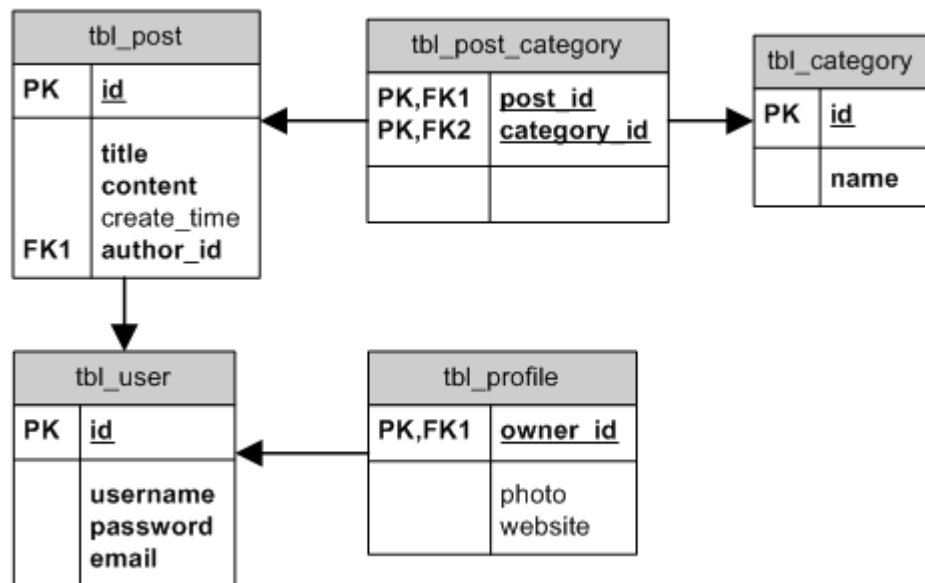 tbl_post
PK id
title
content
create_time
FK1 author_id
tbl_post_category
PK,FK1 post_id
PK,FK2 category_id
tbl_category
PK id
name
tbl_user
PK id
username
password
email
tbl_profile
PK,FK1 owner_id
photo
website